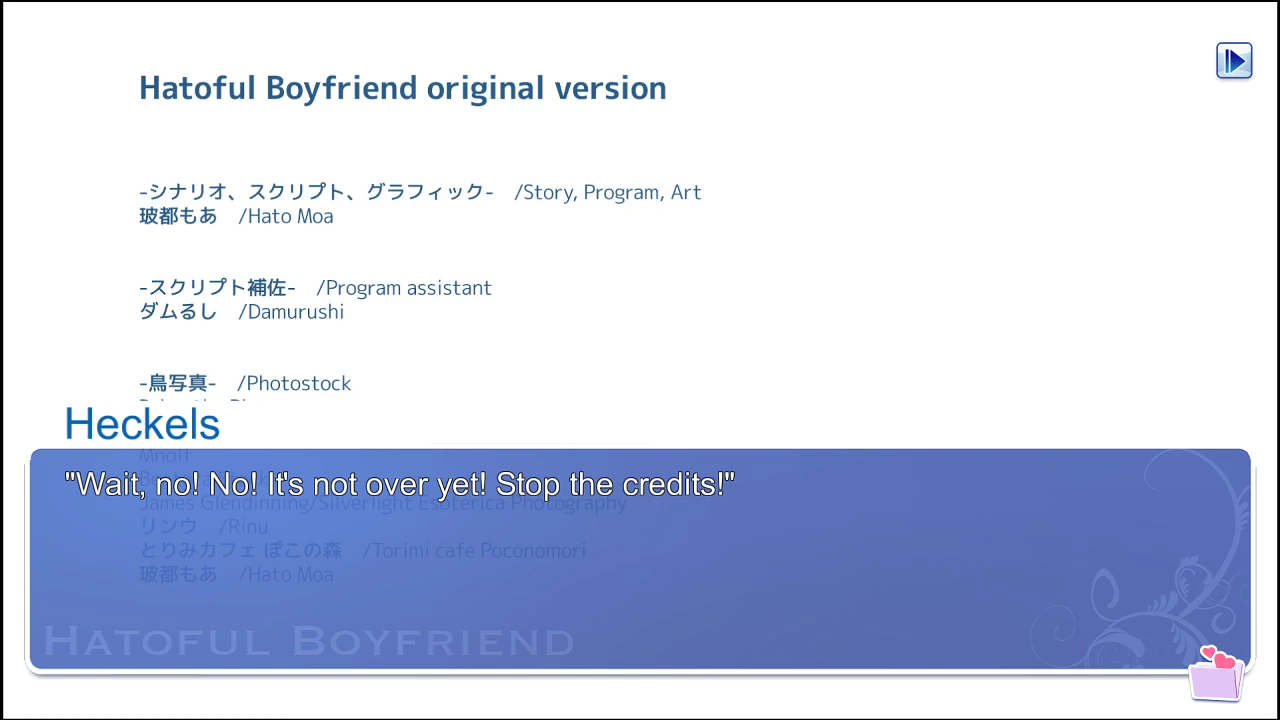 Hatoful Boyfriend original version
-シナリオ、スクリプト、グラフィック- /Story, Program, Art
玻都もあ /Hato Moa
-スクリプト補佐- /Program assistant
ダムるし /Damurushi
-鳥写真- /Photostock
Heckels
Mnolf
"Wait, no! No! It's not over yet! Stop the credits!"
James Glendinning/Silverlight Esoterica Photography
リンウ /Rinu
とりみカフェ ぽこの森 /Torimi cafe Poconomori
玻都もあ /Hato Moa
HATOFUL BOYFRIEND